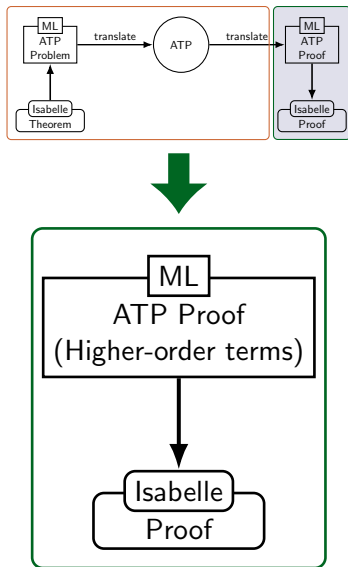 ML
ATP
Problem
translate
ATP
translate
ML
ATP
Proof
Isabelle
Theorem
Isabelle
Proof
ML
ATP Proof
(Higher-order terms)
Isabelle
Proof